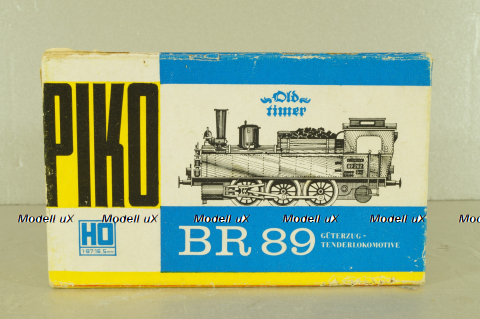 PIKO
Old
timer
Modell uX Modell uX Modell uX Modell uX Modell uX
HO
BR 89
GÜTERZUG-
TENDERLOKOMOTIVE